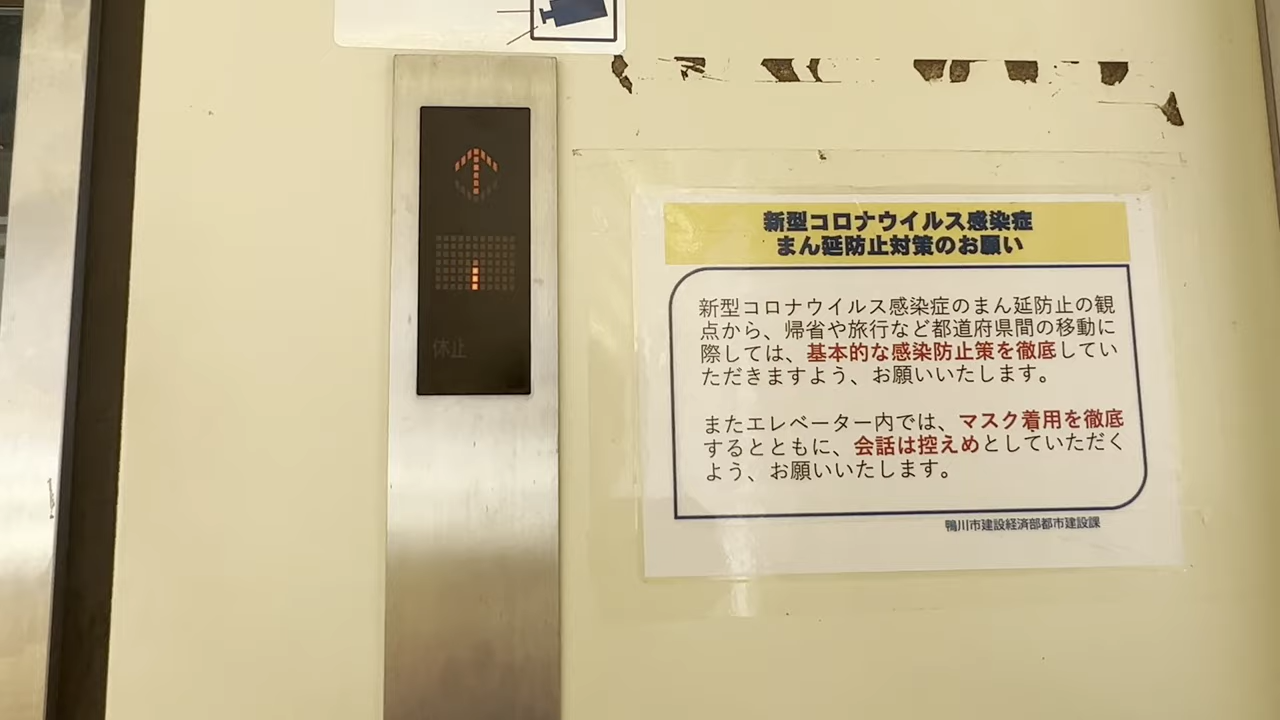 休止
新型コロナウイルス感染症
まん延防止対策のお願い
新型コロナウイルス感染症のまん延防止の観
点から、帰省や旅行など都道府県間の移動に
際しては、基本的な感染防止策を徹底してい
ただきますよう、お願いいたします。
またエレベーター内では、マスク着用を徹底
するとともに、会話は控えめとしていただく
よう、お願いいたします。
鴨川市建設経済部都市建設課